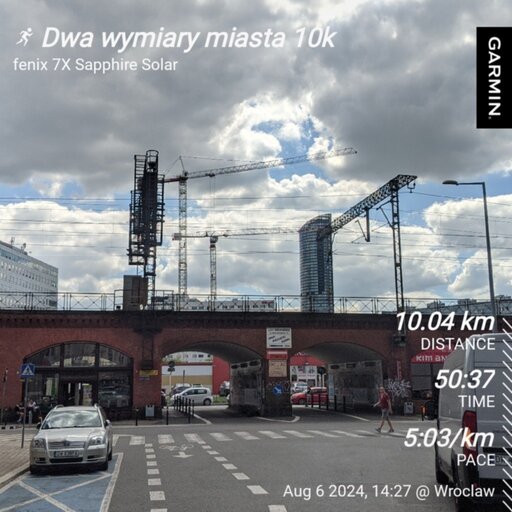 Dwa wymiary miasta 10k
fenix 7X Sapphire Solar
GARMIN
KIM
10.04 km
DISTANCE
50:37
TIME
5:03/km
PACE
Aug 6 2024, 14:27 @ Wroclaw